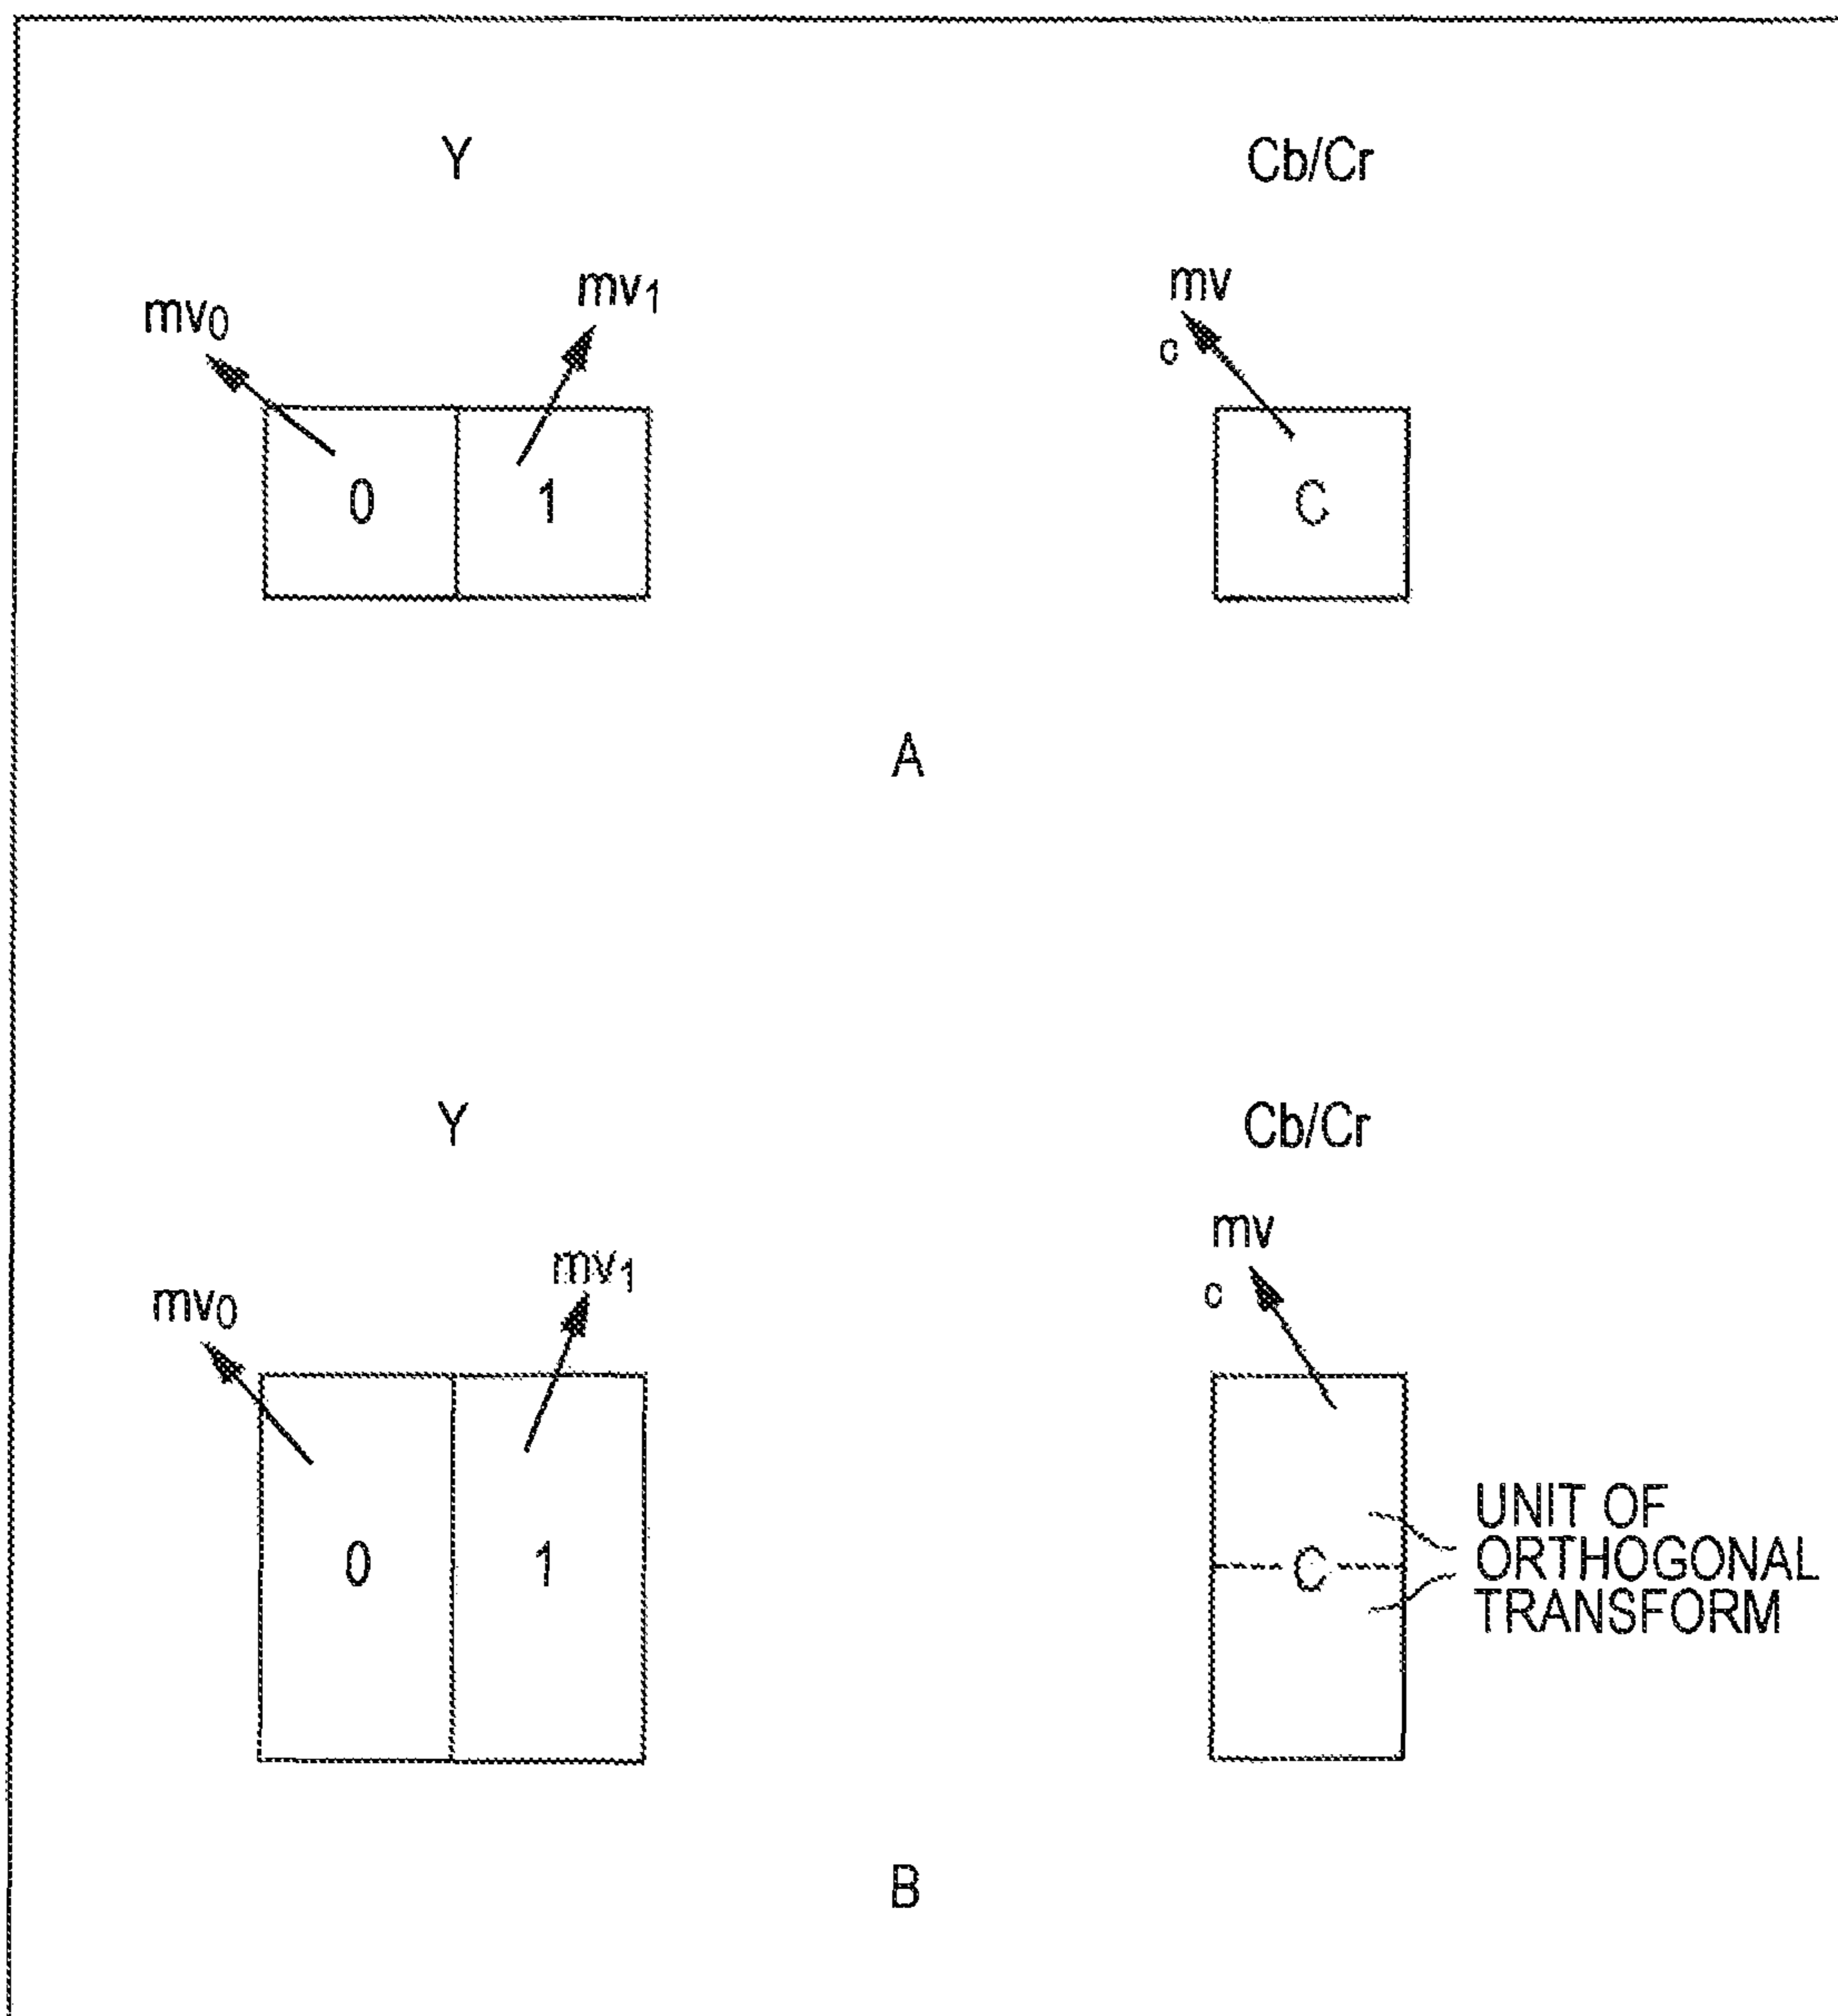 Y
Cb/Cr
mv0
mv1
mv
c
0
1
C
A
Y
Cb/Cr
mv0
mv1
mv
c
0
1
C
UNIT OF
ORTHOGONAL
TRANSFORM
B